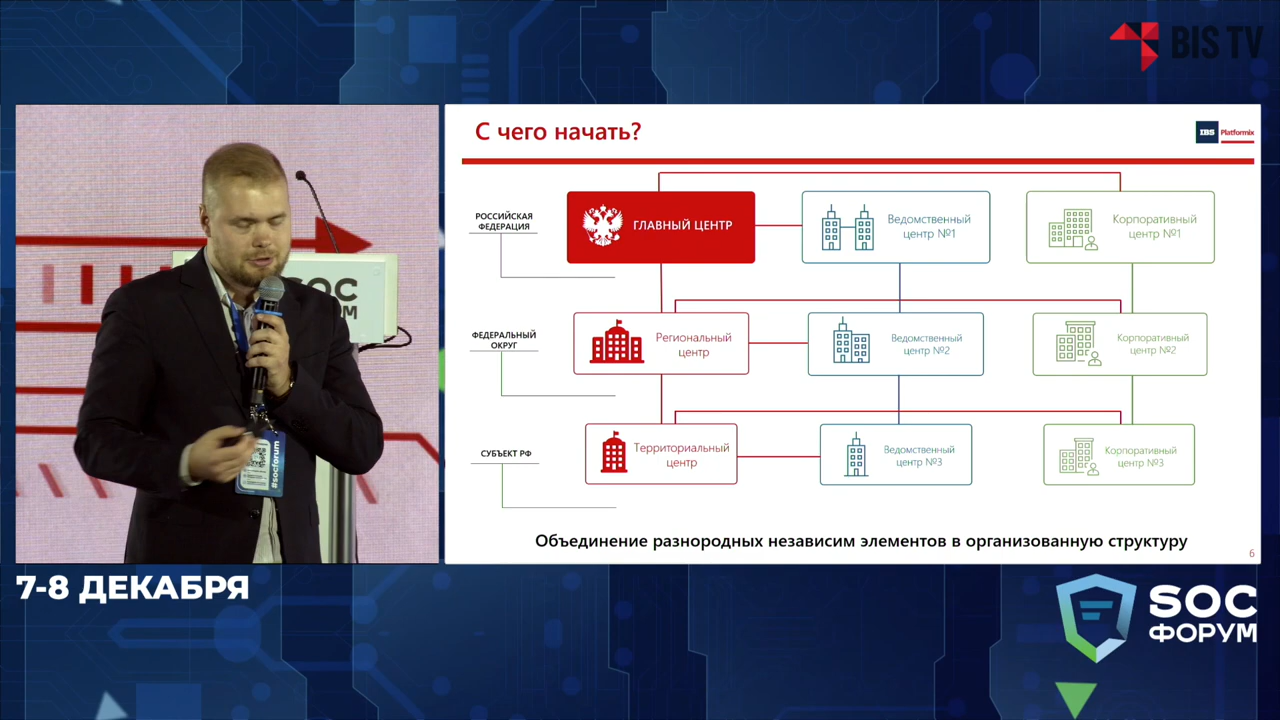 BIS TV
С чего начать?
IBS Platformix
РОССИЙСКАЯ
ФЕДЕРАЦИЯ
ГЛАВНЫЙ ЦЕНТР
Ведомственный
центр №1
Корпоративный
центр №1
ФЕДЕРАЛЬНЫЙ
ОКРУГ
Региональный
центр
Ведомственный
центр №2
Корпоративный
центр №2
СУБЪЕКТ РФ
Территориальный
центр
Ведомственный
центр №3
Корпоративный
центр №3
Объединение разнородных независим элементов в организованную структуру
6
SOC
#socforum
7-8 ДЕКАБРЯ
SOC
ФОРУМ